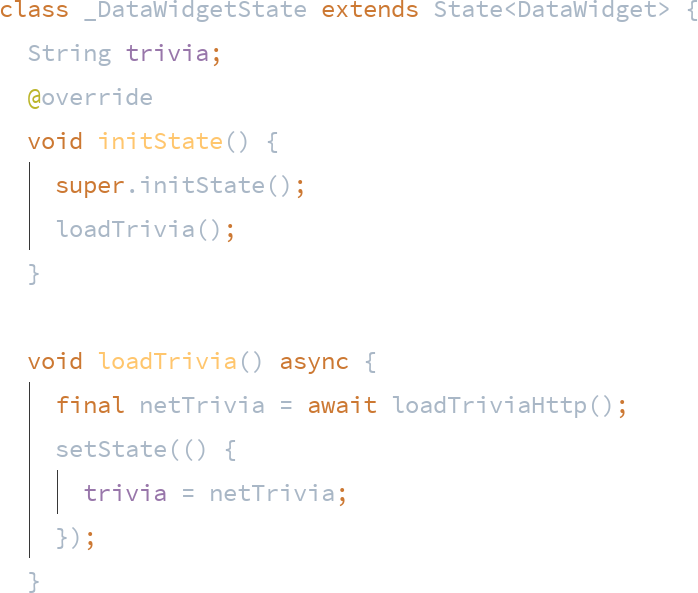 class _DataWidgetState extends State<DataWidget> {
  String trivia;
  @override
  void initState() {
    super.initState();
    loadTrivia();
  }

  void loadTrivia() async {
    final netTrivia = await loadTriviaHttp();
    setState(() {
      trivia = netTrivia;
    });
  }